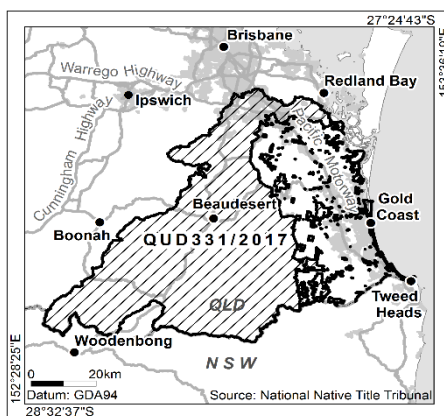 27°24'43"S
153°36'19"E
Brisbane
Warrego Highway
Redland Bay
Ipswich
Pacific Motorway
Cunningham Highway
Beaudesert
Gold
Coast
Boonah
QUD331/2017
QLD
Tweed
Heads
Woodenbong
NSW
152°28'25"E
0 20km
Datum: GDA94
Source: National Native Title Tribunal
28°32'37"S